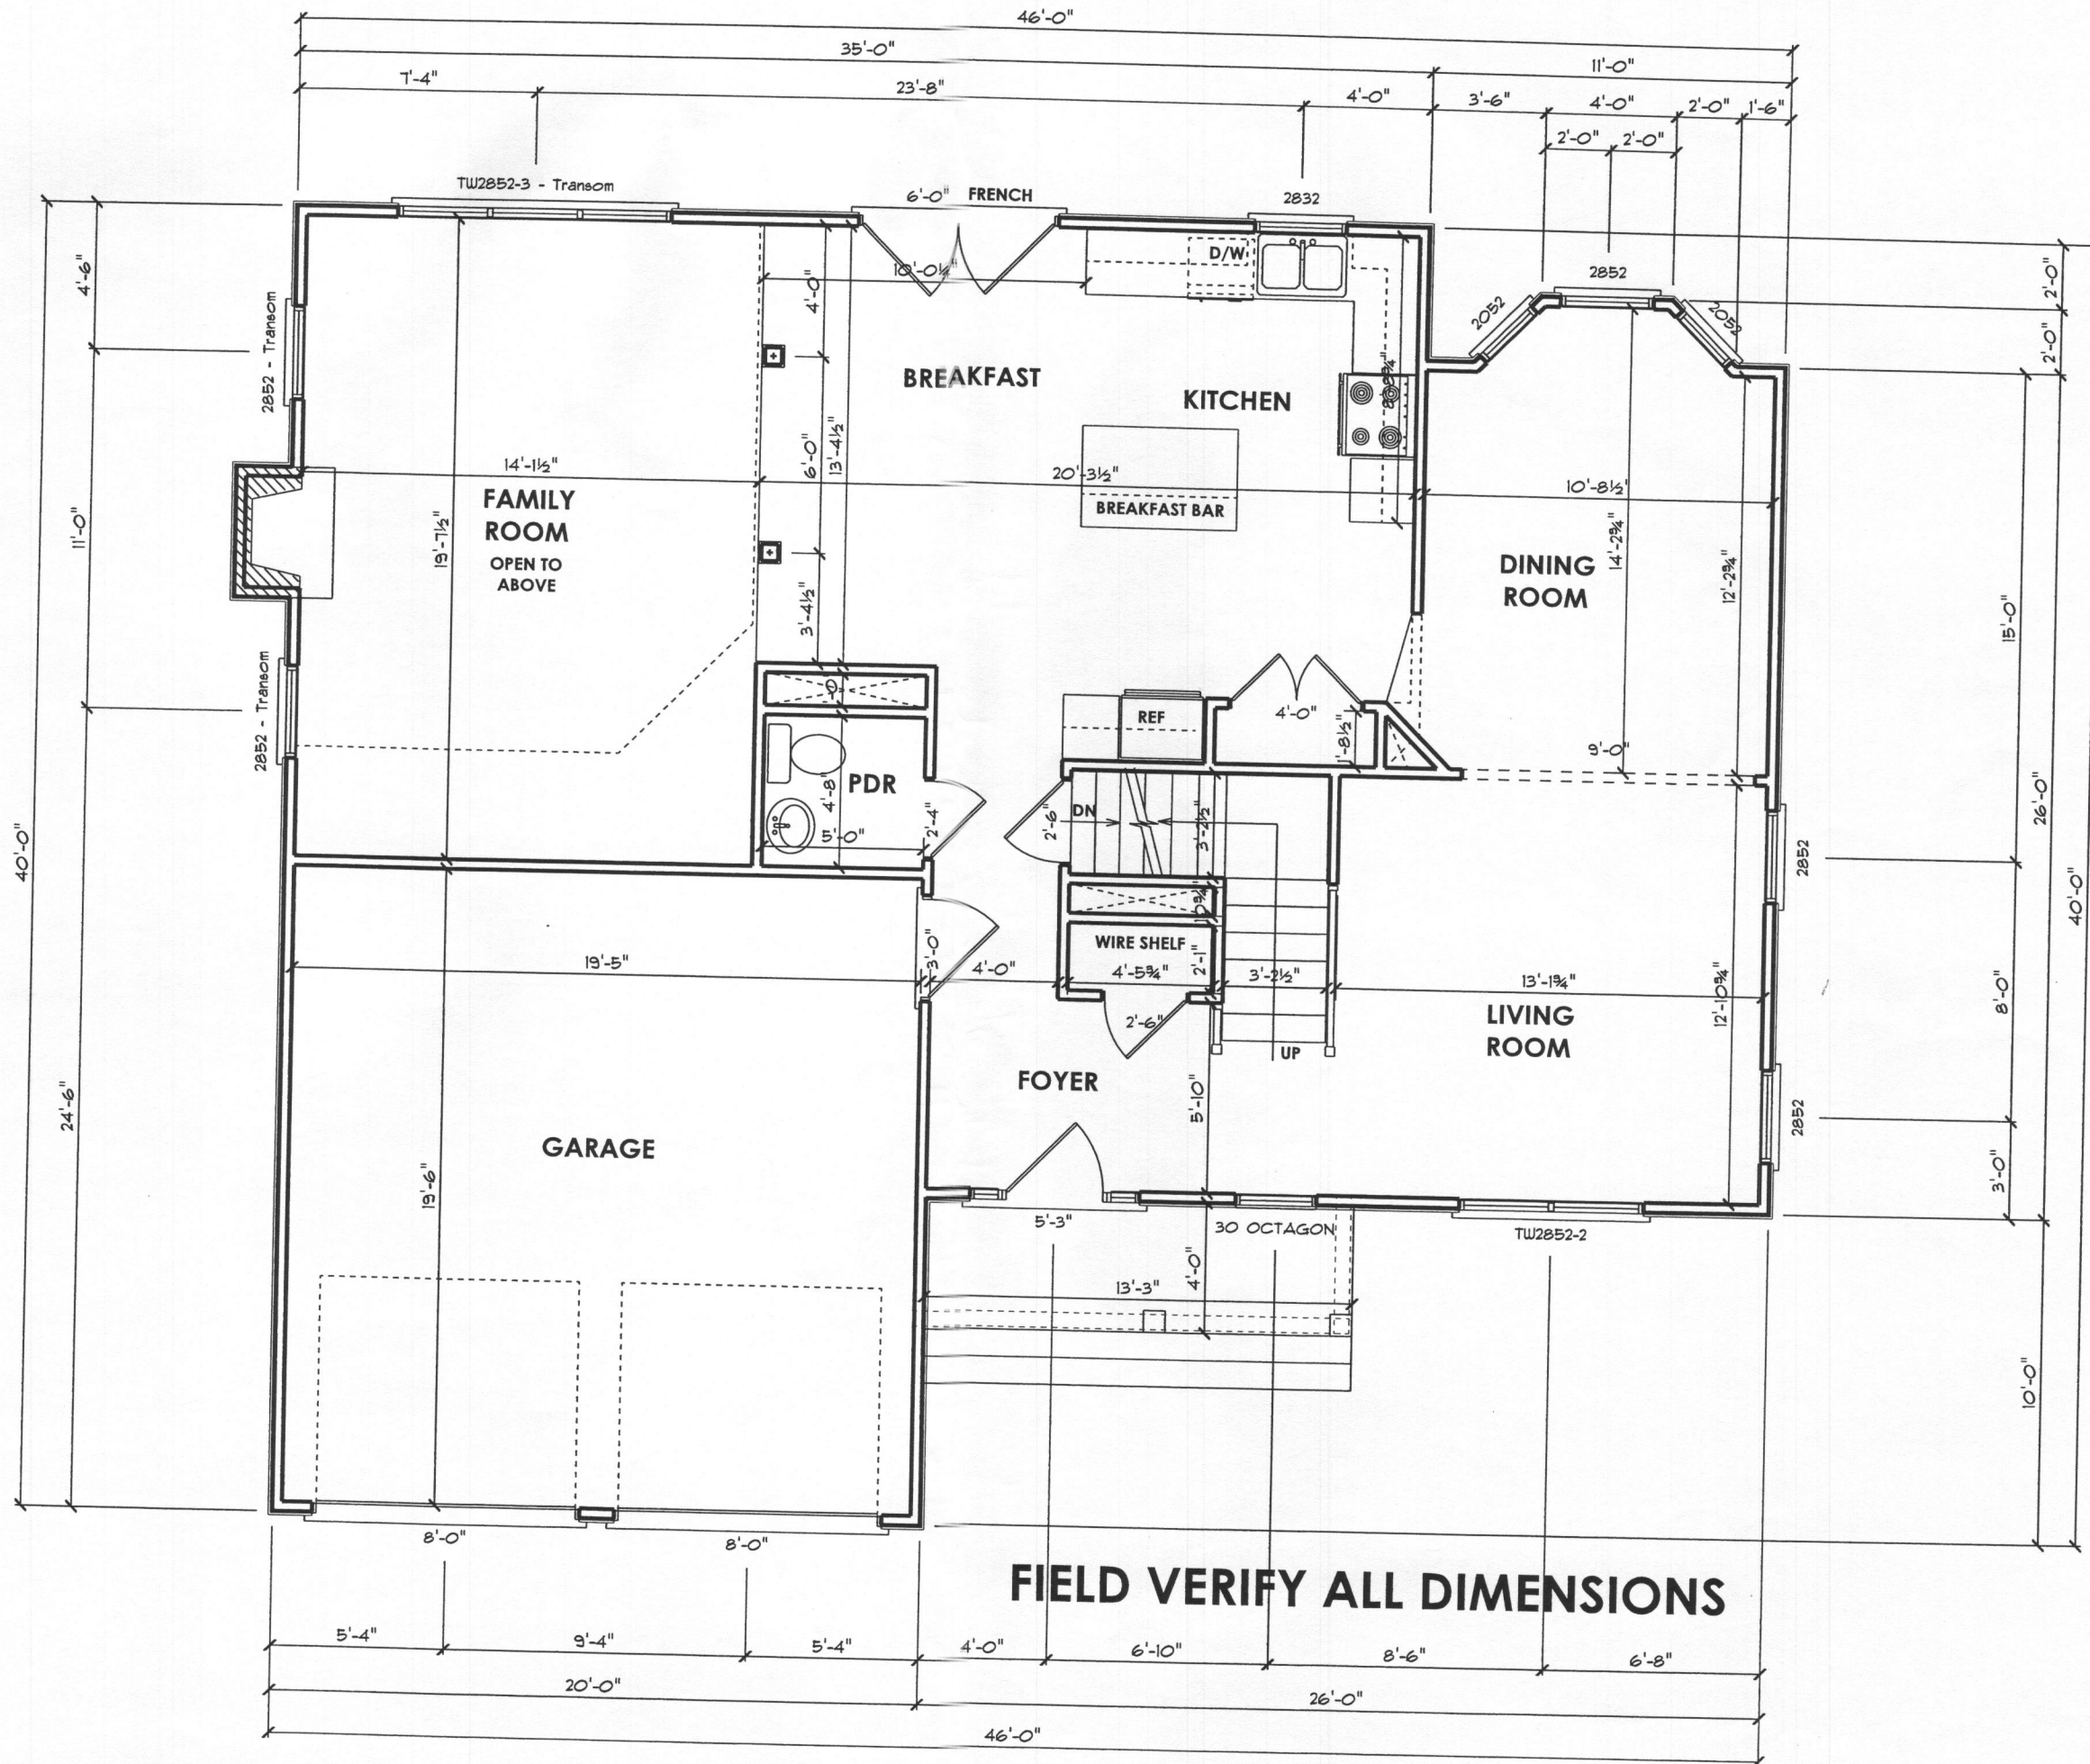 46'-0"
35'-0"
11'-0"
7'-4"
23'-8"
4'-0"
3'-6"
4'-0"
2'-0"
1'-6"
2'-0"
2'-0"
TW2852-3 - Transom
6'-0" FRENCH
2832
2852
2052
2052
4'-6"
2852 - Transom
10'-0¼"
4'-0"
D/W
2'-0"
2'-0"
BREAKFAST
KITCHEN
14'-1½"
6'-0"
13'-4½"
20'-3½"
10'-8½"
FAMILY
ROOM
OPEN TO
ABOVE
BREAKFAST BAR
11'-0"
19'-7½"
3'-4½"
DINING
ROOM
14'-2¾"
12'-2¾"
15'-0"
2852 - Transom
REF
4'-0"
1'-8½"
PDR
4'-8"
5'-0"
2'-4"
2'-6"
DN
3'-2½"
2852
26'-0"
40'-0"
40'-0"
WIRE SHELF
19'-5"
3'-0"
4'-0"
4'-5¾"
2'-1"
3'-2½"
13'-1¾"
12'-10¾"
8'-0"
LIVING
ROOM
2'-6"
UP
FOYER
5'-10"
2852
24'-6"
GARAGE
19'-6"
3'-0"
5'-3"
30 OCTAGON
TW2852-2
4'-0"
13'-3"
10'-0"
8'-0"
8'-0"
FIELD VERIFY ALL DIMENSIONS
5'-4"
9'-4"
5'-4"
4'-0"
6'-10"
8'-6"
6'-8"
20'-0"
26'-0"
46'-0"